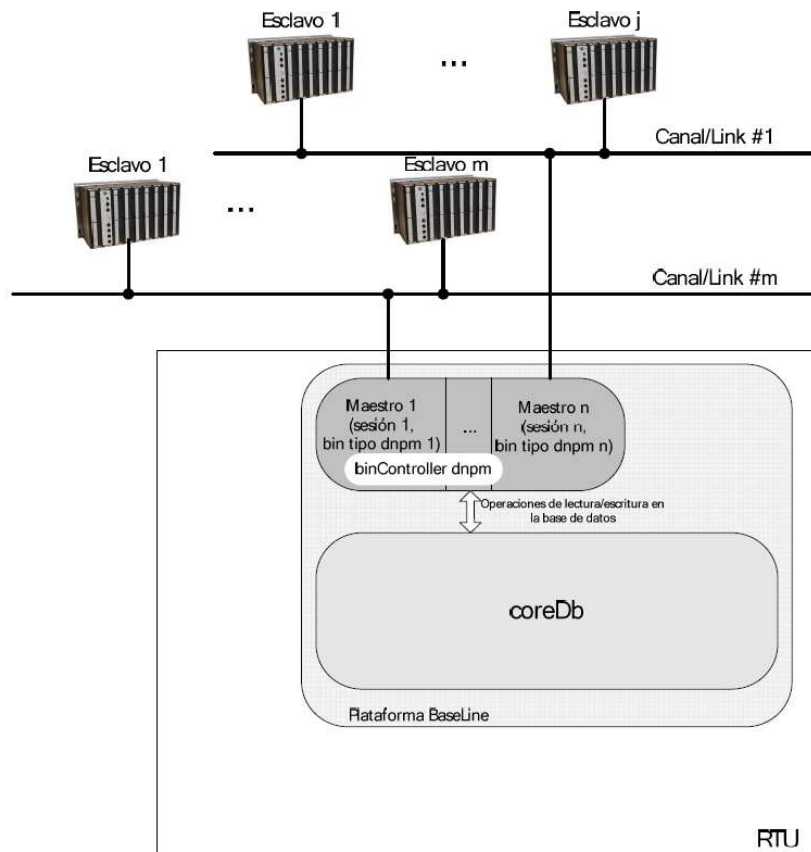 Esclavo 1
Esclavo j
...
Canal/Link #1
Esclavo 1
Esclavo m
...
Canal/Link #m
Maestro 1
(sesión 1,
bin tipo dnpm 1)
...
Maestro n
(sesión n,
bin tipo dnpm n)
binController dnpm
Operaciones de lectura/escritura en
la base de datos
coreDb
Plataforma BaseLine
RTU